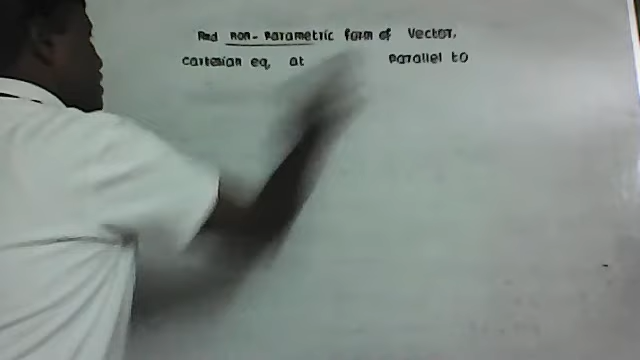 Find non-Parametric form of Vector,
Cartesian eq, at parallel to